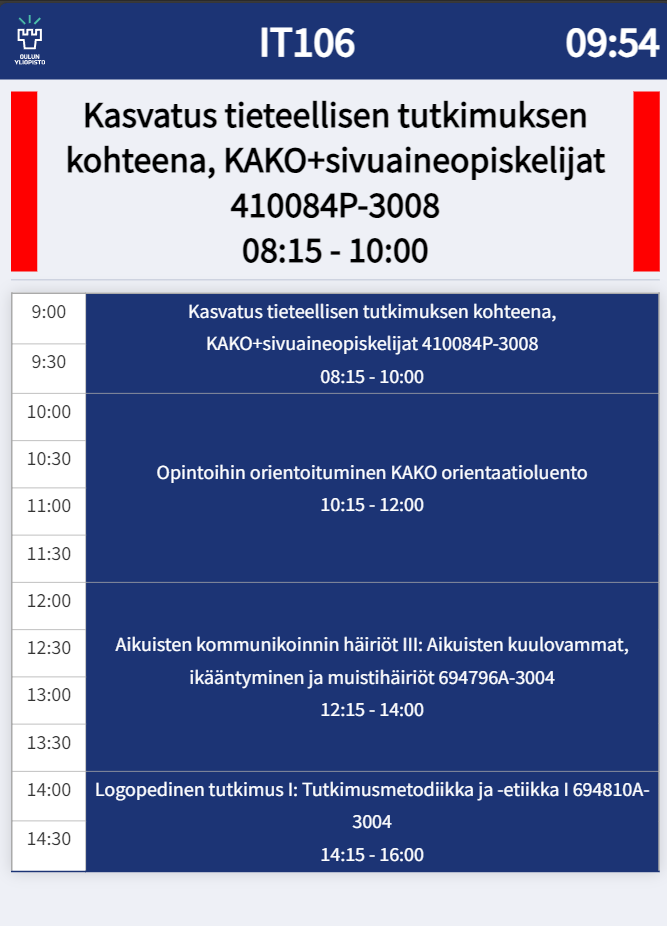 OULUN
YLIOPISTO
IT106
09:54
Kasvatus tieteellisen tutkimuksen
kohteena, KAKO+sivuaineopiskelijat
410084P-3008
08:15 - 10:00
9:00
Kasvatus tieteellisen tutkimuksen kohteena,
KAKO+sivuaineopiskelijat 410084P-3008
9:30
08:15 - 10:00
10:00
10:30
Opintoihin orientoituminen KAKO orientaatioluento
11:00
10:15 - 12:00
11:30
12:00
12:30
Aikuisten kommunikoinnin häiriöt III: Aikuisten kuulovammat,
ikääntyminen ja muistihäiriöt 694796A-3004
13:00
12:15 - 14:00
13:30
14:00
Logopedinen tutkimus I: Tutkimusmetodiikka ja -etiikka I 694810A-
3004
14:30
14:15 - 16:00